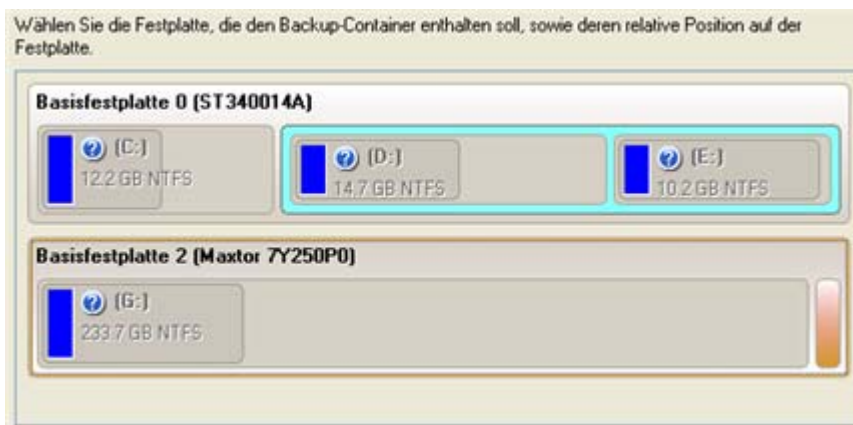 Wählen Sie die Festplatte, die den Backup-Container enthalten soll, sowie deren relative Position auf der
Festplatte.
Basisfestplatte 0 (ST340014A)
(C:)
12.2 GB NTFS
(D:)
14.7 GB NTFS
(E:)
10.2 GB NTFS
Basisfestplatte 2 (Maxtor 7Y250P0)
(G:)
233.7 GB NTFS